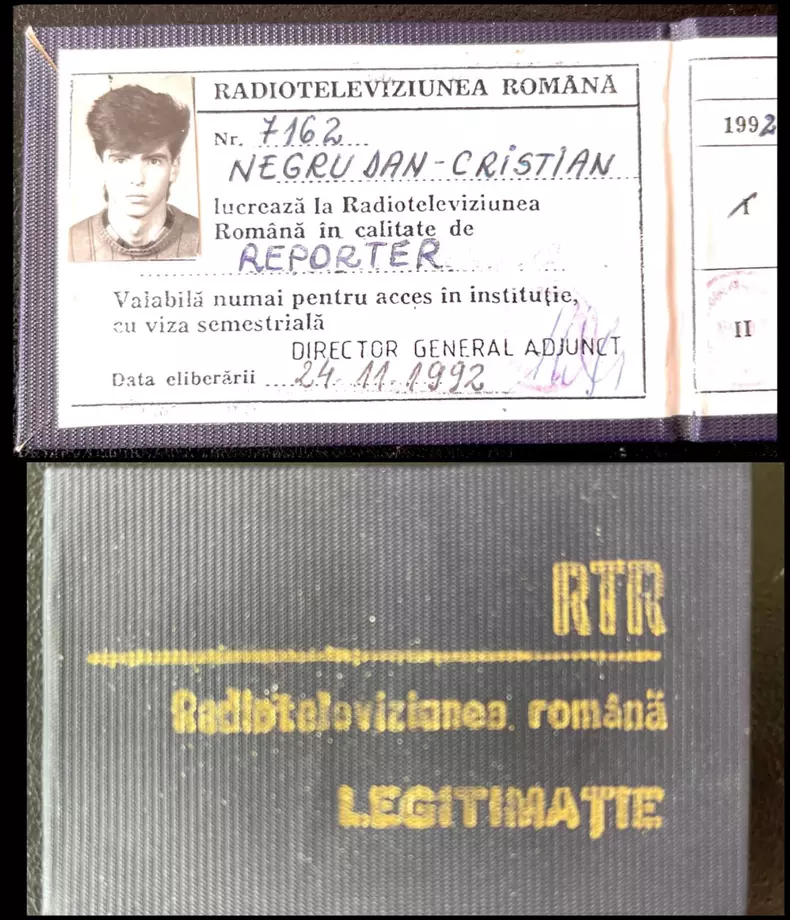 RADIOTELEVIZIUNEA ROMÂNĂ
Nr. 7162
NEGRU DAN-CRISTIAN
lucrează la Radioteleviziunea
Română în calitate de
REPORTER
Valabilă numai pentru acces în instituție,
cu viza semestrială
DIRECTOR GENERAL ADJUNCT
Data eliberării 24 11 1992
1992
I
II
RTR
Radioteleviziunea română
LEGITIMAȚIE